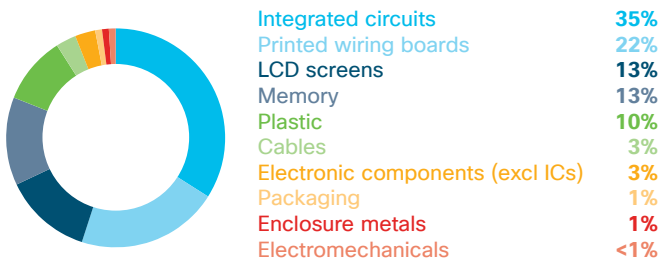 Integrated circuits 35%
Printed wiring boards 22%
LCD screens 13%
Memory 13%
Plastic 10%
Cables 3%
Electronic components (excl ICs) 3%
Packaging 1%
Enclosure metals 1%
Electromechanicals <1%